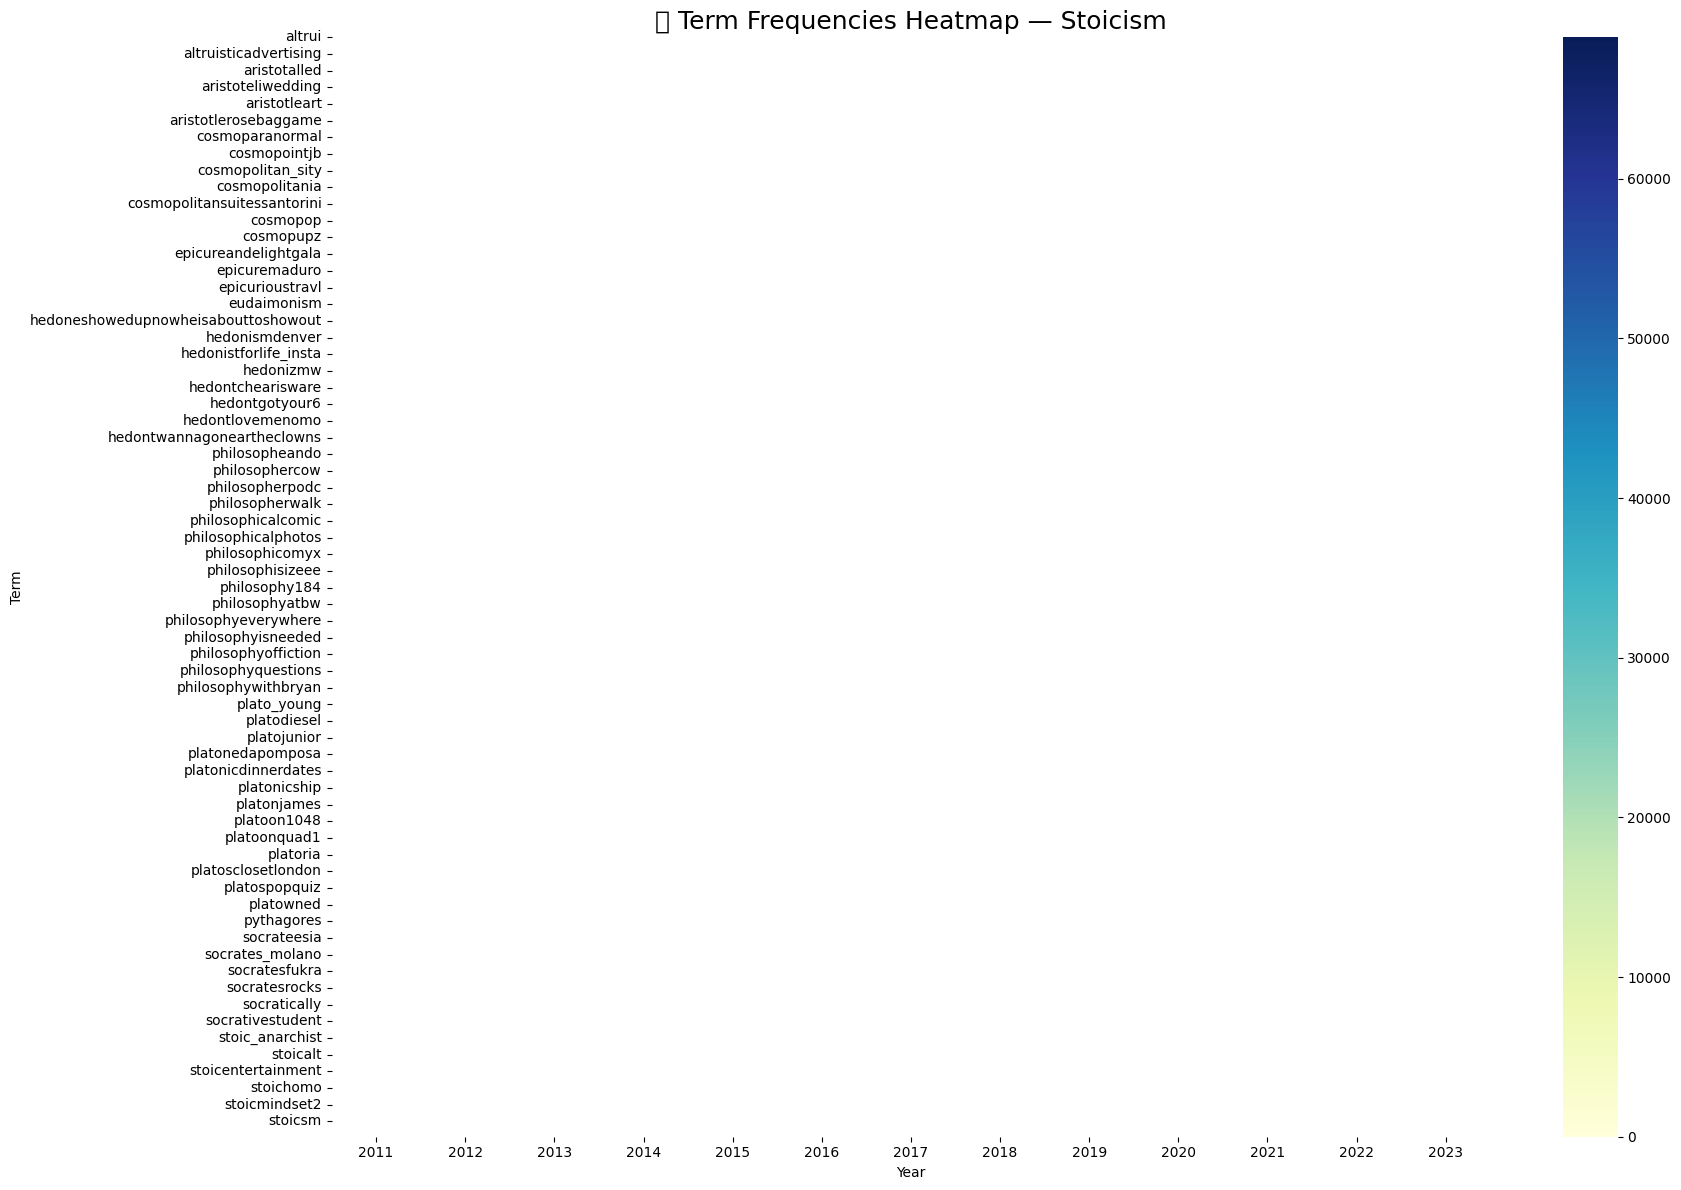 Term Frequencies Heatmap — Stoicism
altrui
altruisticadvertising
aristotalled
aristoteliwedding
aristotleart
aristotlerosebaggame
cosmoparanormal
cosmopointjb
cosmopolitan_sity
cosmopolitania
cosmopolitansuitessantorini
cosmopop
cosmopupz
epicureandelightgala
epicuremaduro
epicurioustravl
eudaimonism
hedoneshowedupnowheisabouttoshowout
hedonismdenver
hedonistforlife_insta
hedonizmw
hedontchearisware
hedontgotyour6
hedontlovemenomo
hedontwannagoneartheclowns
philosopheando
philosophercow
philosopherpodc
philosopherwalk
philosophicalcomic
philosophicalphotos
philosophicomyx
philosophisizeee
philosophy184
philosophyatbw
philosophyeverywhere
philosophyisneeded
philosophyoffiction
philosophyquestions
philosophywithbryan
plato_young
platodiesel
platojunior
platonedapomposa
platonicdinnerdates
platonicship
platonjames
platoon1048
platoonquad1
platoria
platosclosetlondon
platospopquiz
platowned
pythagores
socrateesia
socrates_molano
socratesfukra
socratesrocks
socratically
socrativestudent
stoic_anarchist
stoicalt
stoicentertainment
stoichomo
stoicmindset2
stoicsm
Term
2011 2012 2013 2014 2015 2016 2017 2018 2019 2020 2021 2022 2023
Year
60000
50000
40000
30000
20000
10000
0